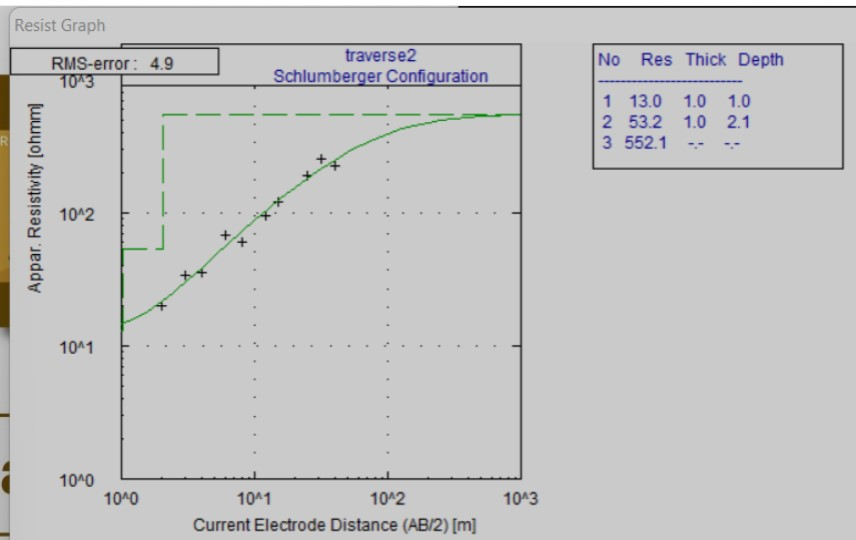 Resist Graph
RMS-error : 4.9
traverse2
Schlumberger Configuration
10^3
10^2
10^1
10^0
Appar. Resistivity [ohmm]
10^0 10^1 10^2 10^3
Current Electrode Distance (AB/2) [m]
No Res Thick Depth
----------------------------
1 13.0 1.0 1.0
2 53.2 1.0 2.1
3 552.1 -.- -.-